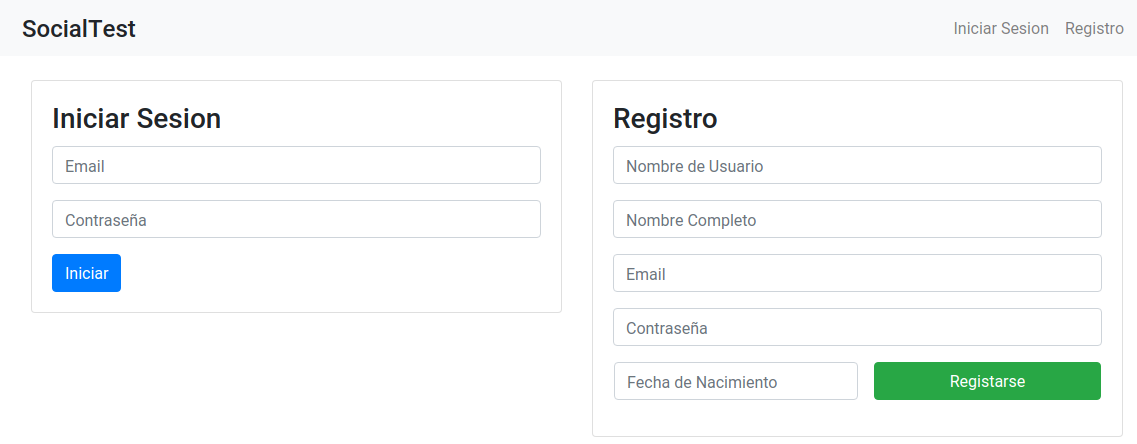 SocialTest
Iniciar Sesion
Registro
Iniciar Sesion
Email
Contraseña
Iniciar
Registro
Nombre de Usuario
Nombre Completo
Email
Contraseña
Fecha de Nacimiento
Registarse